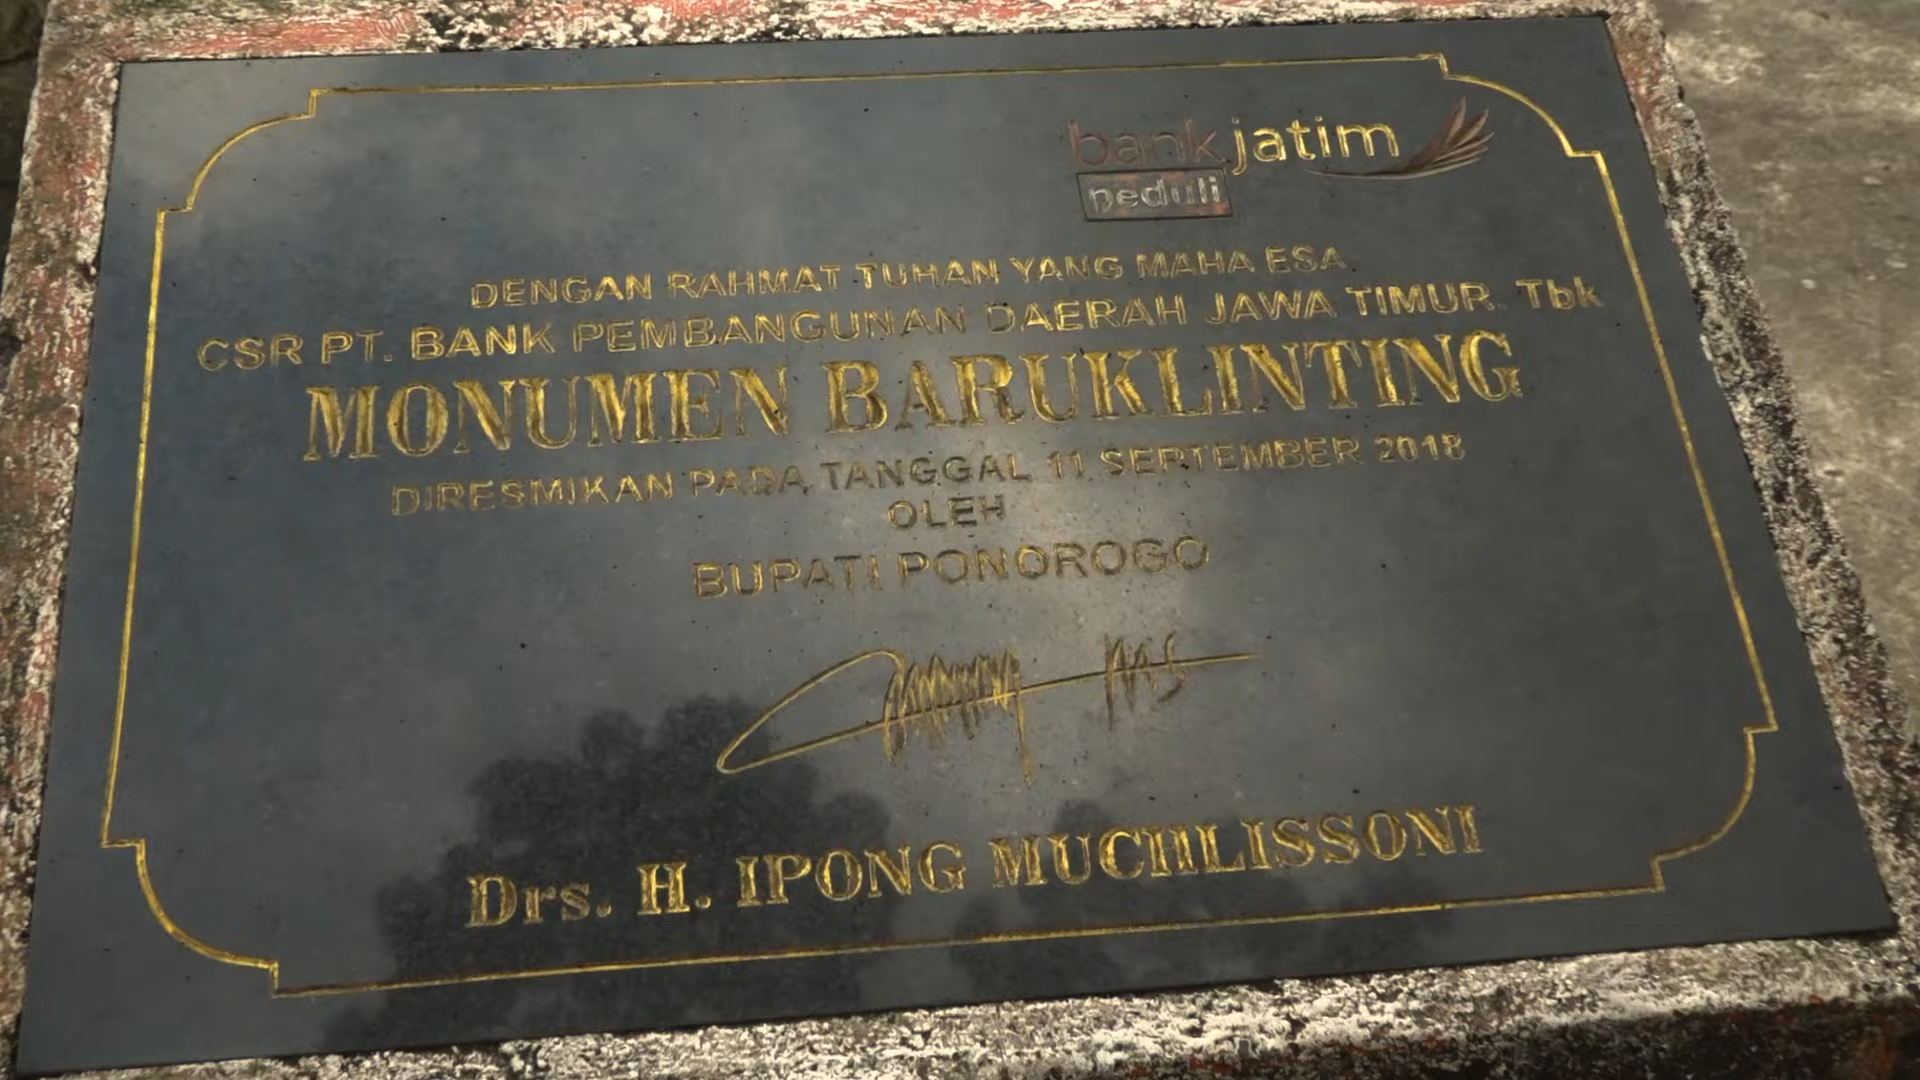 bank jatim
peduli
DENGAN RAHMAT TUHAN YANG MAHA ESA
CSR PT. BANK PEMBANGUNAN DAERAH JAWA TIMUR. Tbk
MONUMEN BARUKLINTING
DIRESMIKAN PADA TANGGAL 11 SEPTEMBER 2018
OLEH
BUPATI PONOROGO
Drs. H. IPONG MUCHLISSONI